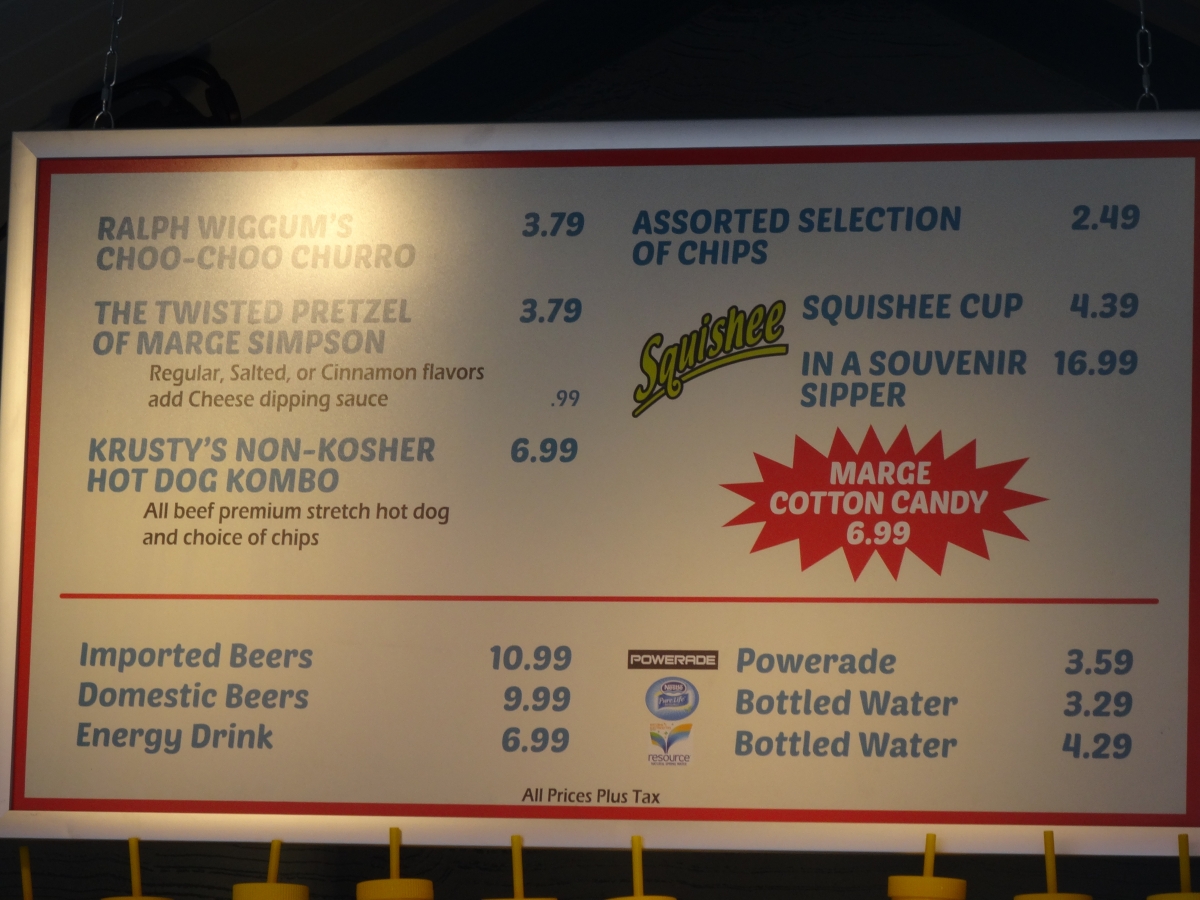 RALPH WIGGUM'S
CHOO-CHOO CHURRO 3.79
THE TWISTED PRETZEL
OF MARGE SIMPSON 3.79
Regular, Salted, or Cinnamon flavors
add Cheese dipping sauce .99
KRUSTY'S NON-KOSHER
HOT DOG KOMBO 6.99
All beef premium stretch hot dog
and choice of chips
ASSORTED SELECTION
OF CHIPS 2.49
Squishee
SQUISHEE CUP 4.39
IN A SOUVENIR
SIPPER 16.99
MARGE
COTTON CANDY
6.99
Imported Beers 10.99
Domestic Beers 9.99
Energy Drink 6.99
POWERADE Powerade 3.59
Nestle
Pure Life
Bottled Water 3.29
resource
Bottled Water 4.29
All Prices Plus Tax